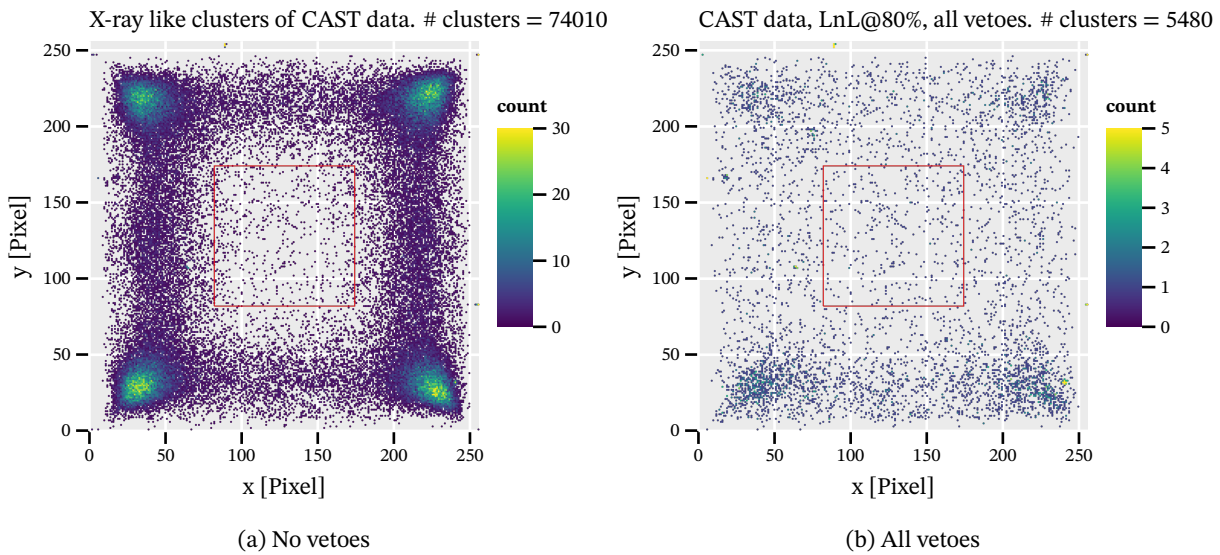 X-ray like clusters of CAST data. # clusters = 74010
250
200
150
100
50
0
y [Pixel]
0 50 100 150 200 250
x [Pixel]
count
30
20
10
0
(a) No vetoes
CAST data, LnL@80%, all vetoes. # clusters = 5480
250
200
150
100
50
0
y [Pixel]
0 50 100 150 200 250
x [Pixel]
count
5
4
3
2
1
0
(b) All vetoes